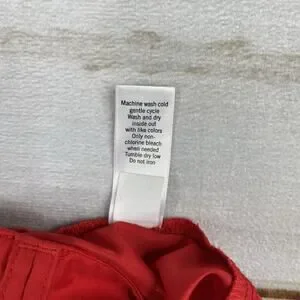 Machine wash cold
gentle cycle
Wash and dry
inside out
with like colors
Only non-
chlorine bleach
when needed
Tumble dry low
Do not iron